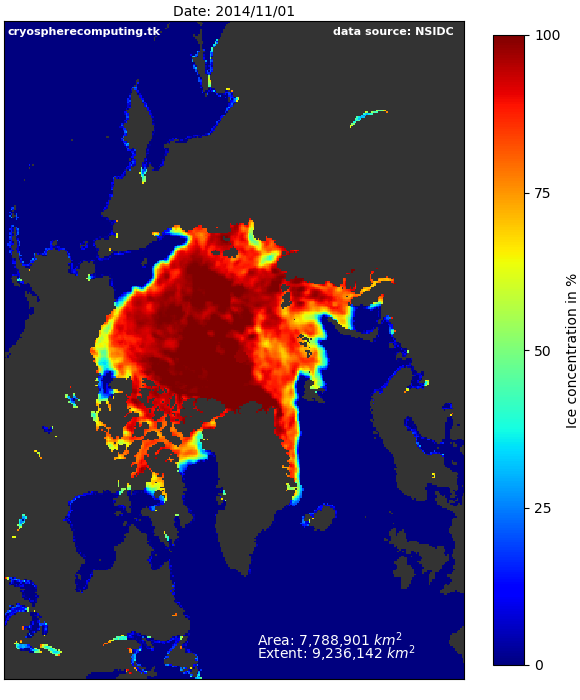 Date: 2014/11/01
cryospherecomputing.tk data source: NSIDC
100
75
50
25
0
Ice concentration in %
Area: 7,788,901 km²
Extent: 9,236,142 km²